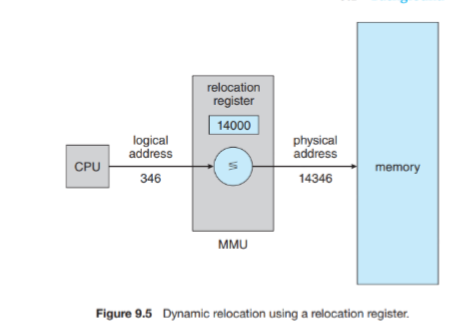 relocation
register
14000
logical
address
physical
address
CPU
≤
memory
346
14346
MMU
Figure 9.5 Dynamic relocation using a relocation register.